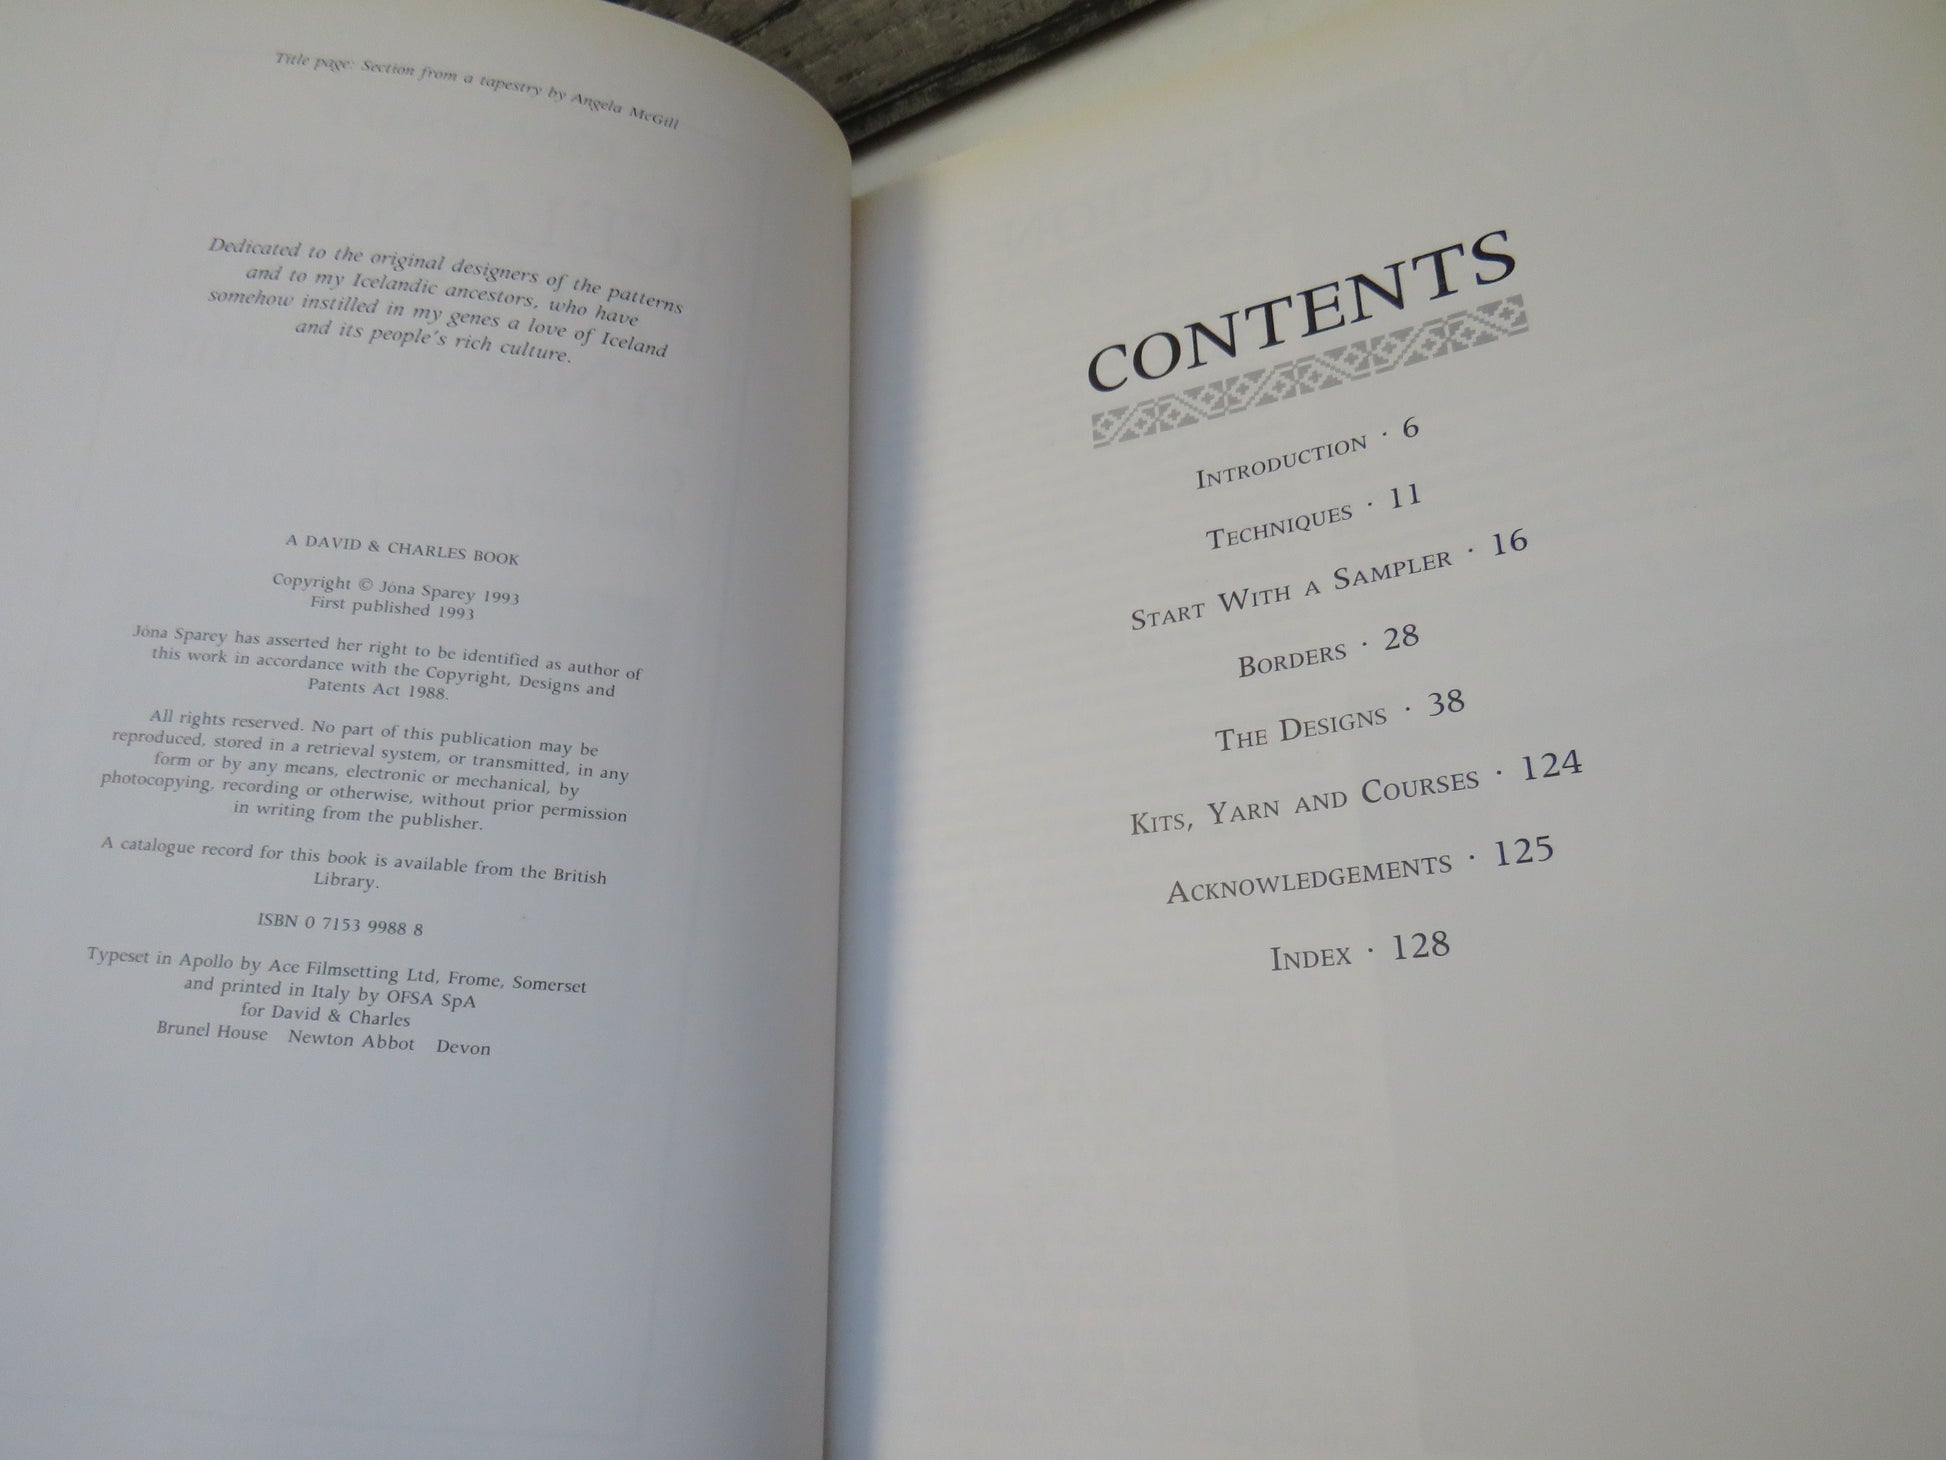 Title page: Section from a tapestry by Angela McGill
Dedicated to the original designers of the patterns
and to my Icelandic ancestors, who have
somehow instilled in my genes a love of Iceland
and its people's rich culture.
A DAVID & CHARLES BOOK
Copyright © Jóna Sparey 1993
First published 1993
Jóna Sparey has asserted her right to be identified as author of
this work in accordance with the Copyright, Designs and
Patents Act 1988.
All rights reserved. No part of this publication may be
reproduced, stored in a retrieval system, or transmitted, in any
form or by any means, electronic or mechanical, by
photocopying, recording or otherwise, without prior permission
in writing from the publisher.
A catalogue record for this book is available from the British
Library.
ISBN 0 7153 9988 8
Typeset in Apollo by Ace Filmsetting Ltd, Frome, Somerset
and printed in Italy by OFSA SpA
for David & Charles
Brunel House Newton Abbot Devon
CONTENTS
Introduction · 6
Techniques · 11
Start With a Sampler · 16
Borders · 28
The Designs · 38
Kits, Yarn and Courses · 124
Acknowledgements · 125
Index · 128